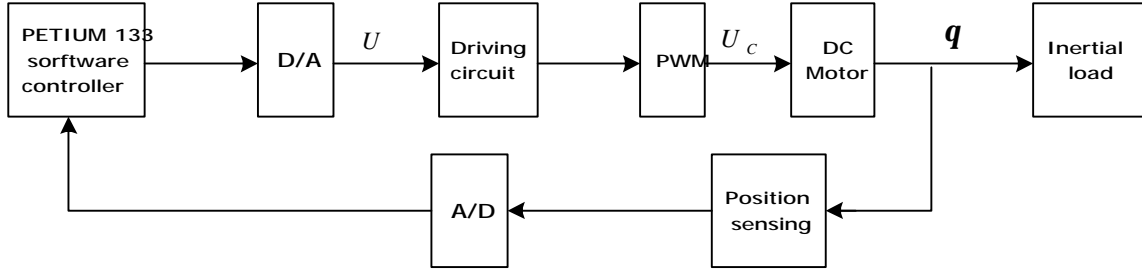 PETIUM 133
sorftware
controller
D/A
U
Driving
circuit
PWM
U C
DC
Motor
q
Inertial
load
A/D
Position
sensing